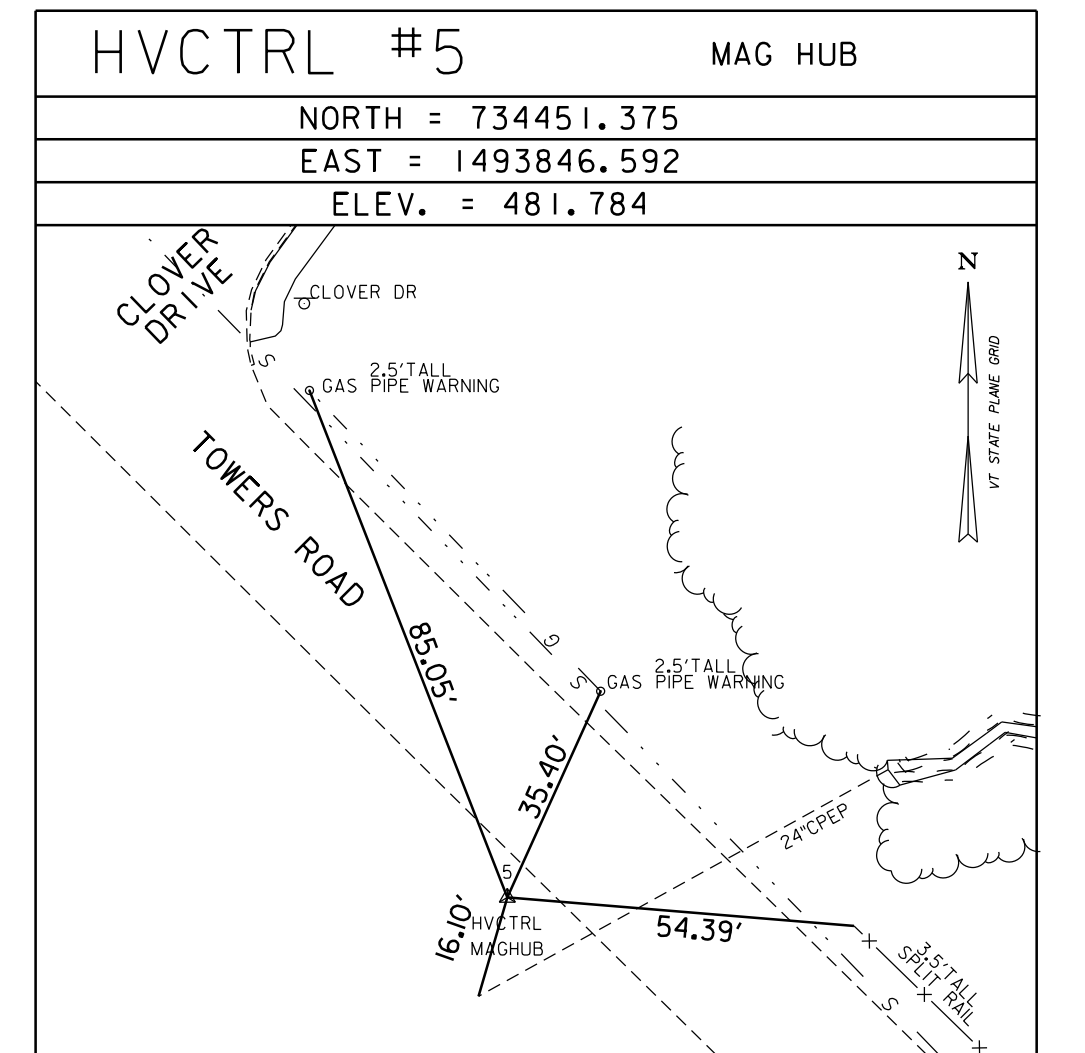 HVCTRL #5 MAG HUB
NORTH = 734451.375
EAST = 1493846.592
ELEV. = 481.784
CLOVER
DRIVE
CLOVER DR
N
VT STATE PLANE GRID
S
2.5'TALL
GAS PIPE WARNING
TOWERS ROAD
85.05'
G
S
2.5'TALL
GAS PIPE WARNING
35.40'
24"CPEP
5
HVCTRL
MAGHUB
16.10'
54.39'
3.5'TALL
SPLIT RAIL
S